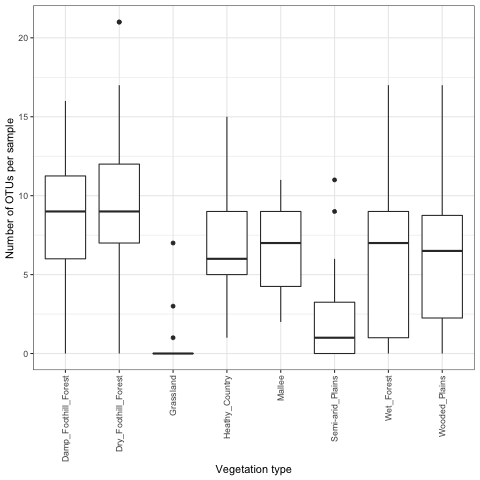 Number of OTUs per sample
20
15
10
5
0
Damp_Foothill_Forest
Dry_Foothill_Forest
Grassland
Heathy_Country
Mallee
Semi-arid_Plains
Wet_Forest
Wooded_Plains
Vegetation type